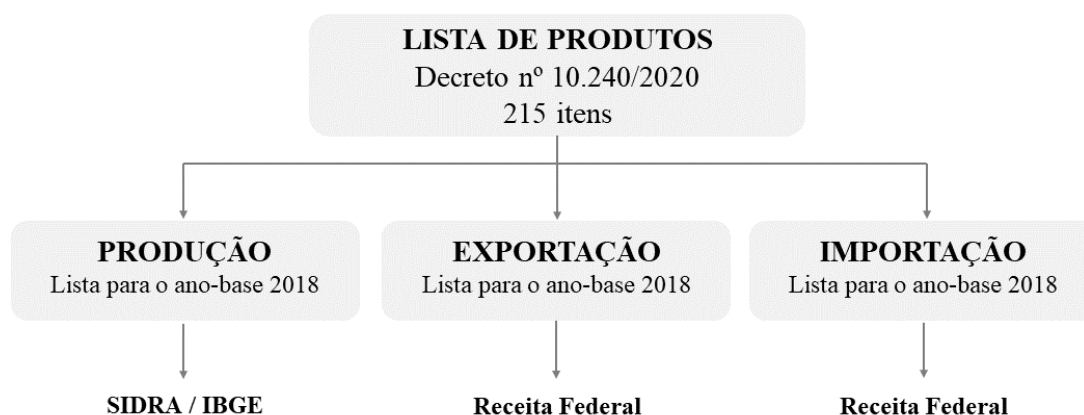 LISTA DE PRODUTOS
Decreto nº 10.240/2020
215 itens
PRODUÇÃO
Lista para o ano-base 2018
EXPORTAÇÃO
Lista para o ano-base 2018
IMPORTAÇÃO
Lista para o ano-base 2018
SIDRA / IBGE
Receita Federal
Receita Federal